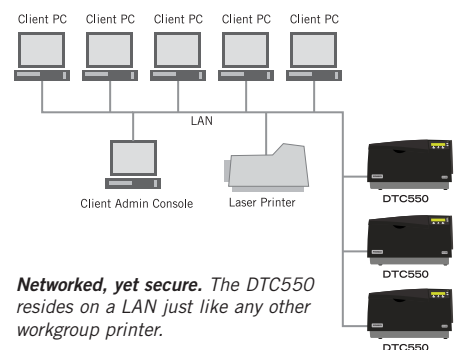 Client PC Client PC Client PC Client PC Client PC
LAN
Client Admin Console
Laser Printer
DTC550
DTC550
Networked, yet secure. The DTC550
resides on a LAN just like any other
workgroup printer.
DTC550